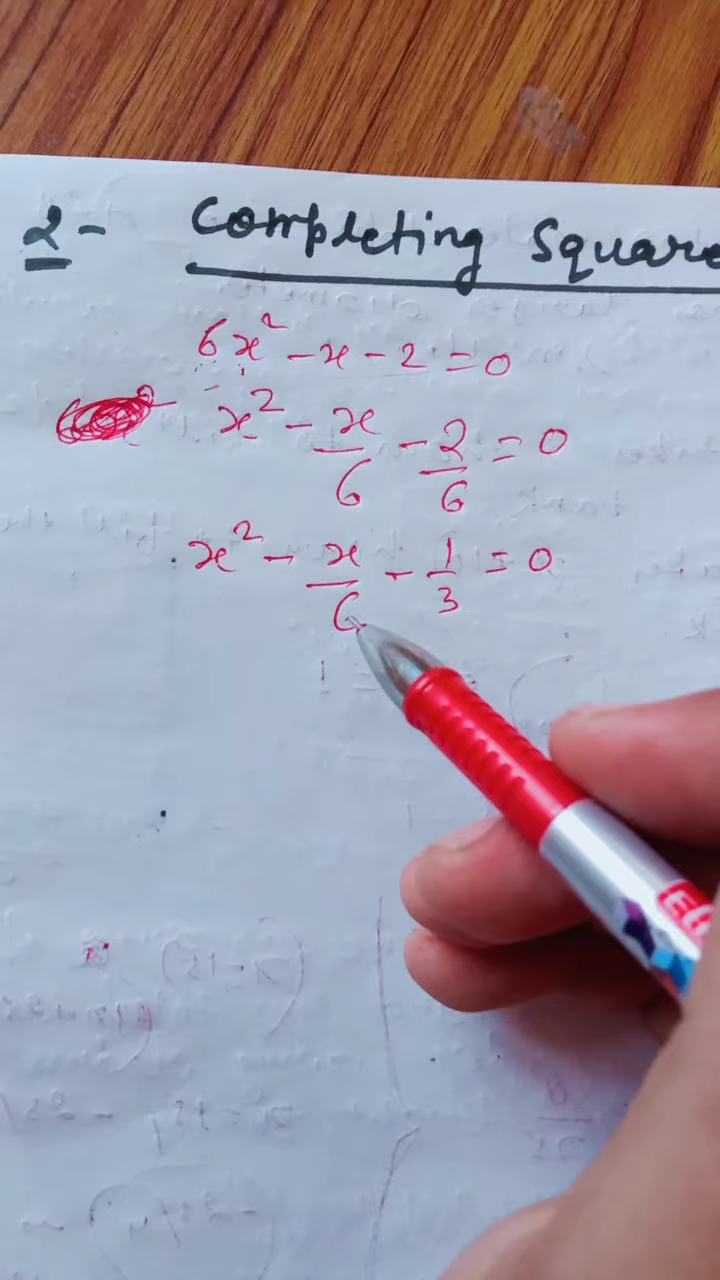 2- Completing Square
6x² - x - 2 = 0
x² - x/6 - 2/6 = 0
x² - x/6 - 1/3 = 0